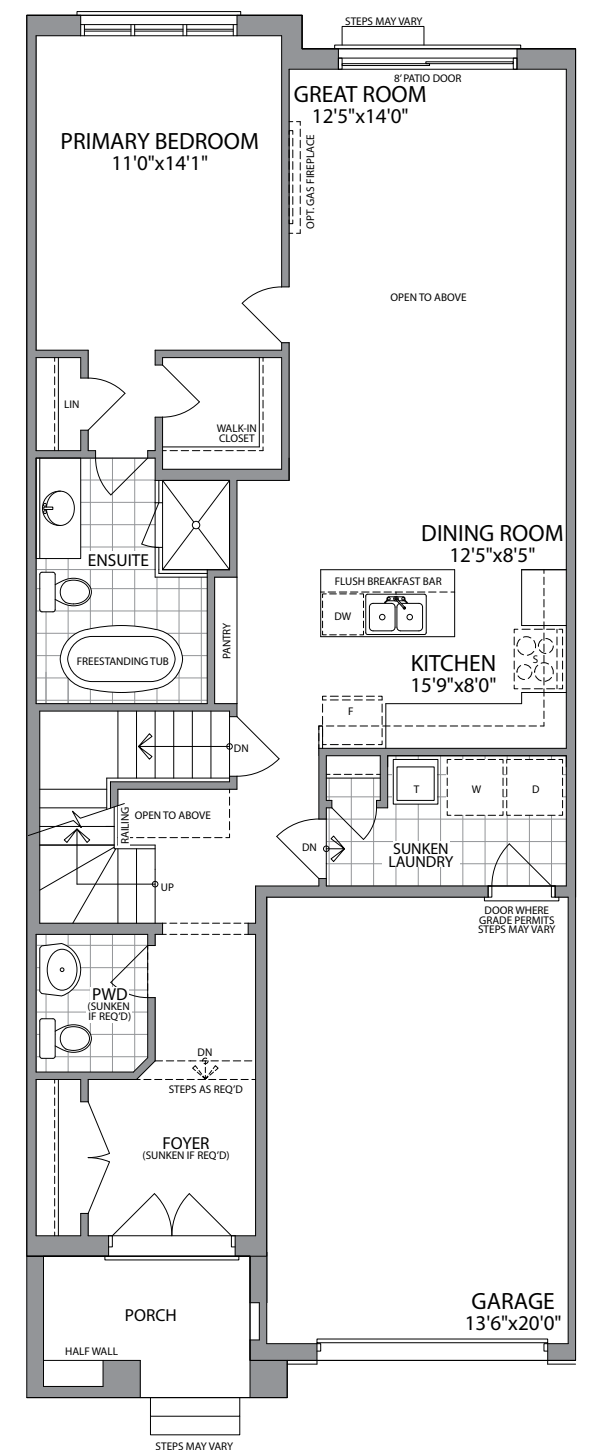 STEPS MAY VARY
8' PATIO DOOR
GREAT ROOM
12'5"x14'0"
PRIMARY BEDROOM
11'0"x14'1"
OPT. GAS FIREPLACE
OPEN TO ABOVE
LIN
WALK-IN
CLOSET
DINING ROOM
12'5"x8'5"
ENSUITE
FLUSH BREAKFAST BAR
DW
PANTRY
FREESTANDING TUB
S
KITCHEN
15'9"x8'0"
F
DN
T
W
D
RAILING
OPEN TO ABOVE
DN
SUNKEN
LAUNDRY
UP
DOOR WHERE
GRADE PERMITS
STEPS MAY VARY
PWD
(SUNKEN
IF REQ'D)
DN
STEPS AS REQ'D
FOYER
(SUNKEN IF REQ'D)
PORCH
GARAGE
13'6"x20'0"
HALF WALL
STEPS MAY VARY